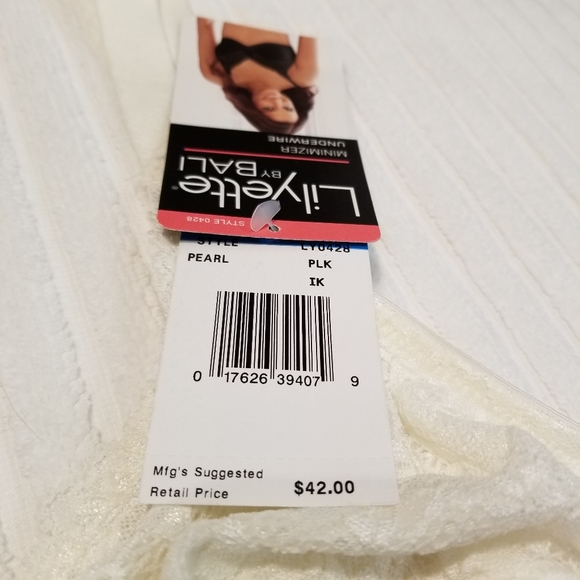 MINIMIZER
UNDERWIRE
Lilyette®
BY BALI
STYLE 0428
STYLE LY0428
PEARL PLK
IK
0 17626 39407 9
Mfg's Suggested
Retail Price $42.00